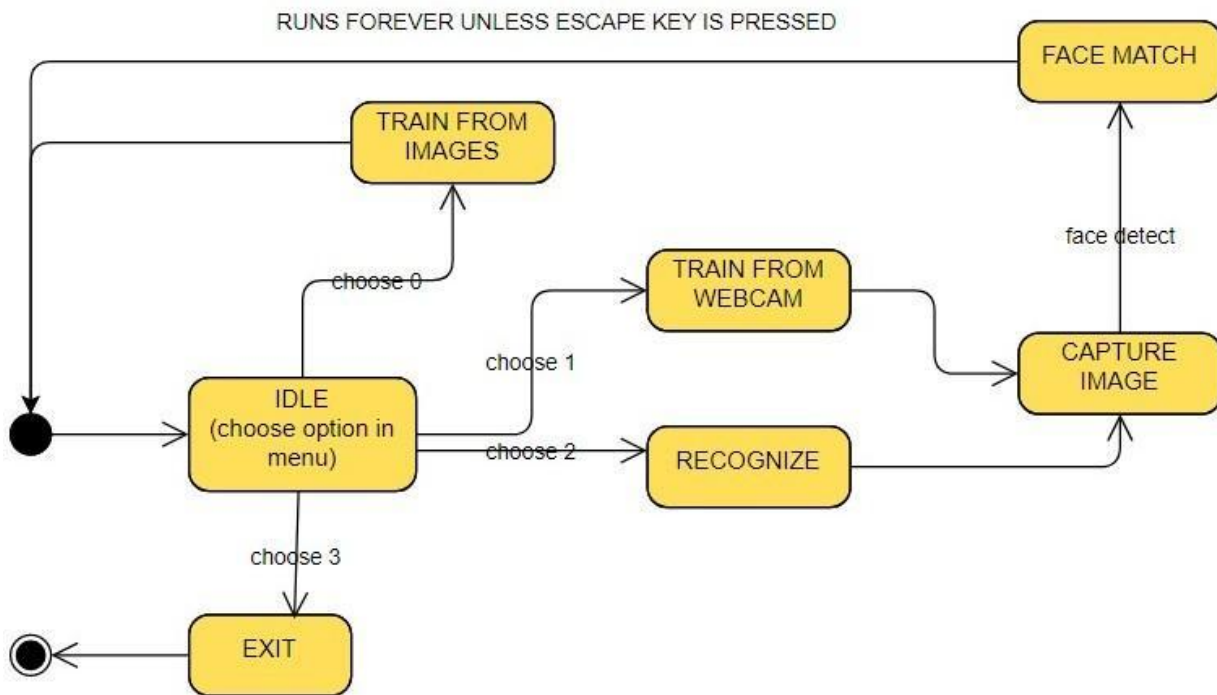 RUNS FOREVER UNLESS ESCAPE KEY IS PRESSED
FACE MATCH
TRAIN FROM
IMAGES
face detect
choose 0
TRAIN FROM
WEBCAM
choose 1
CAPTURE
IMAGE
IDLE
(choose option in
menu)
choose 2
RECOGNIZE
choose 3
EXIT